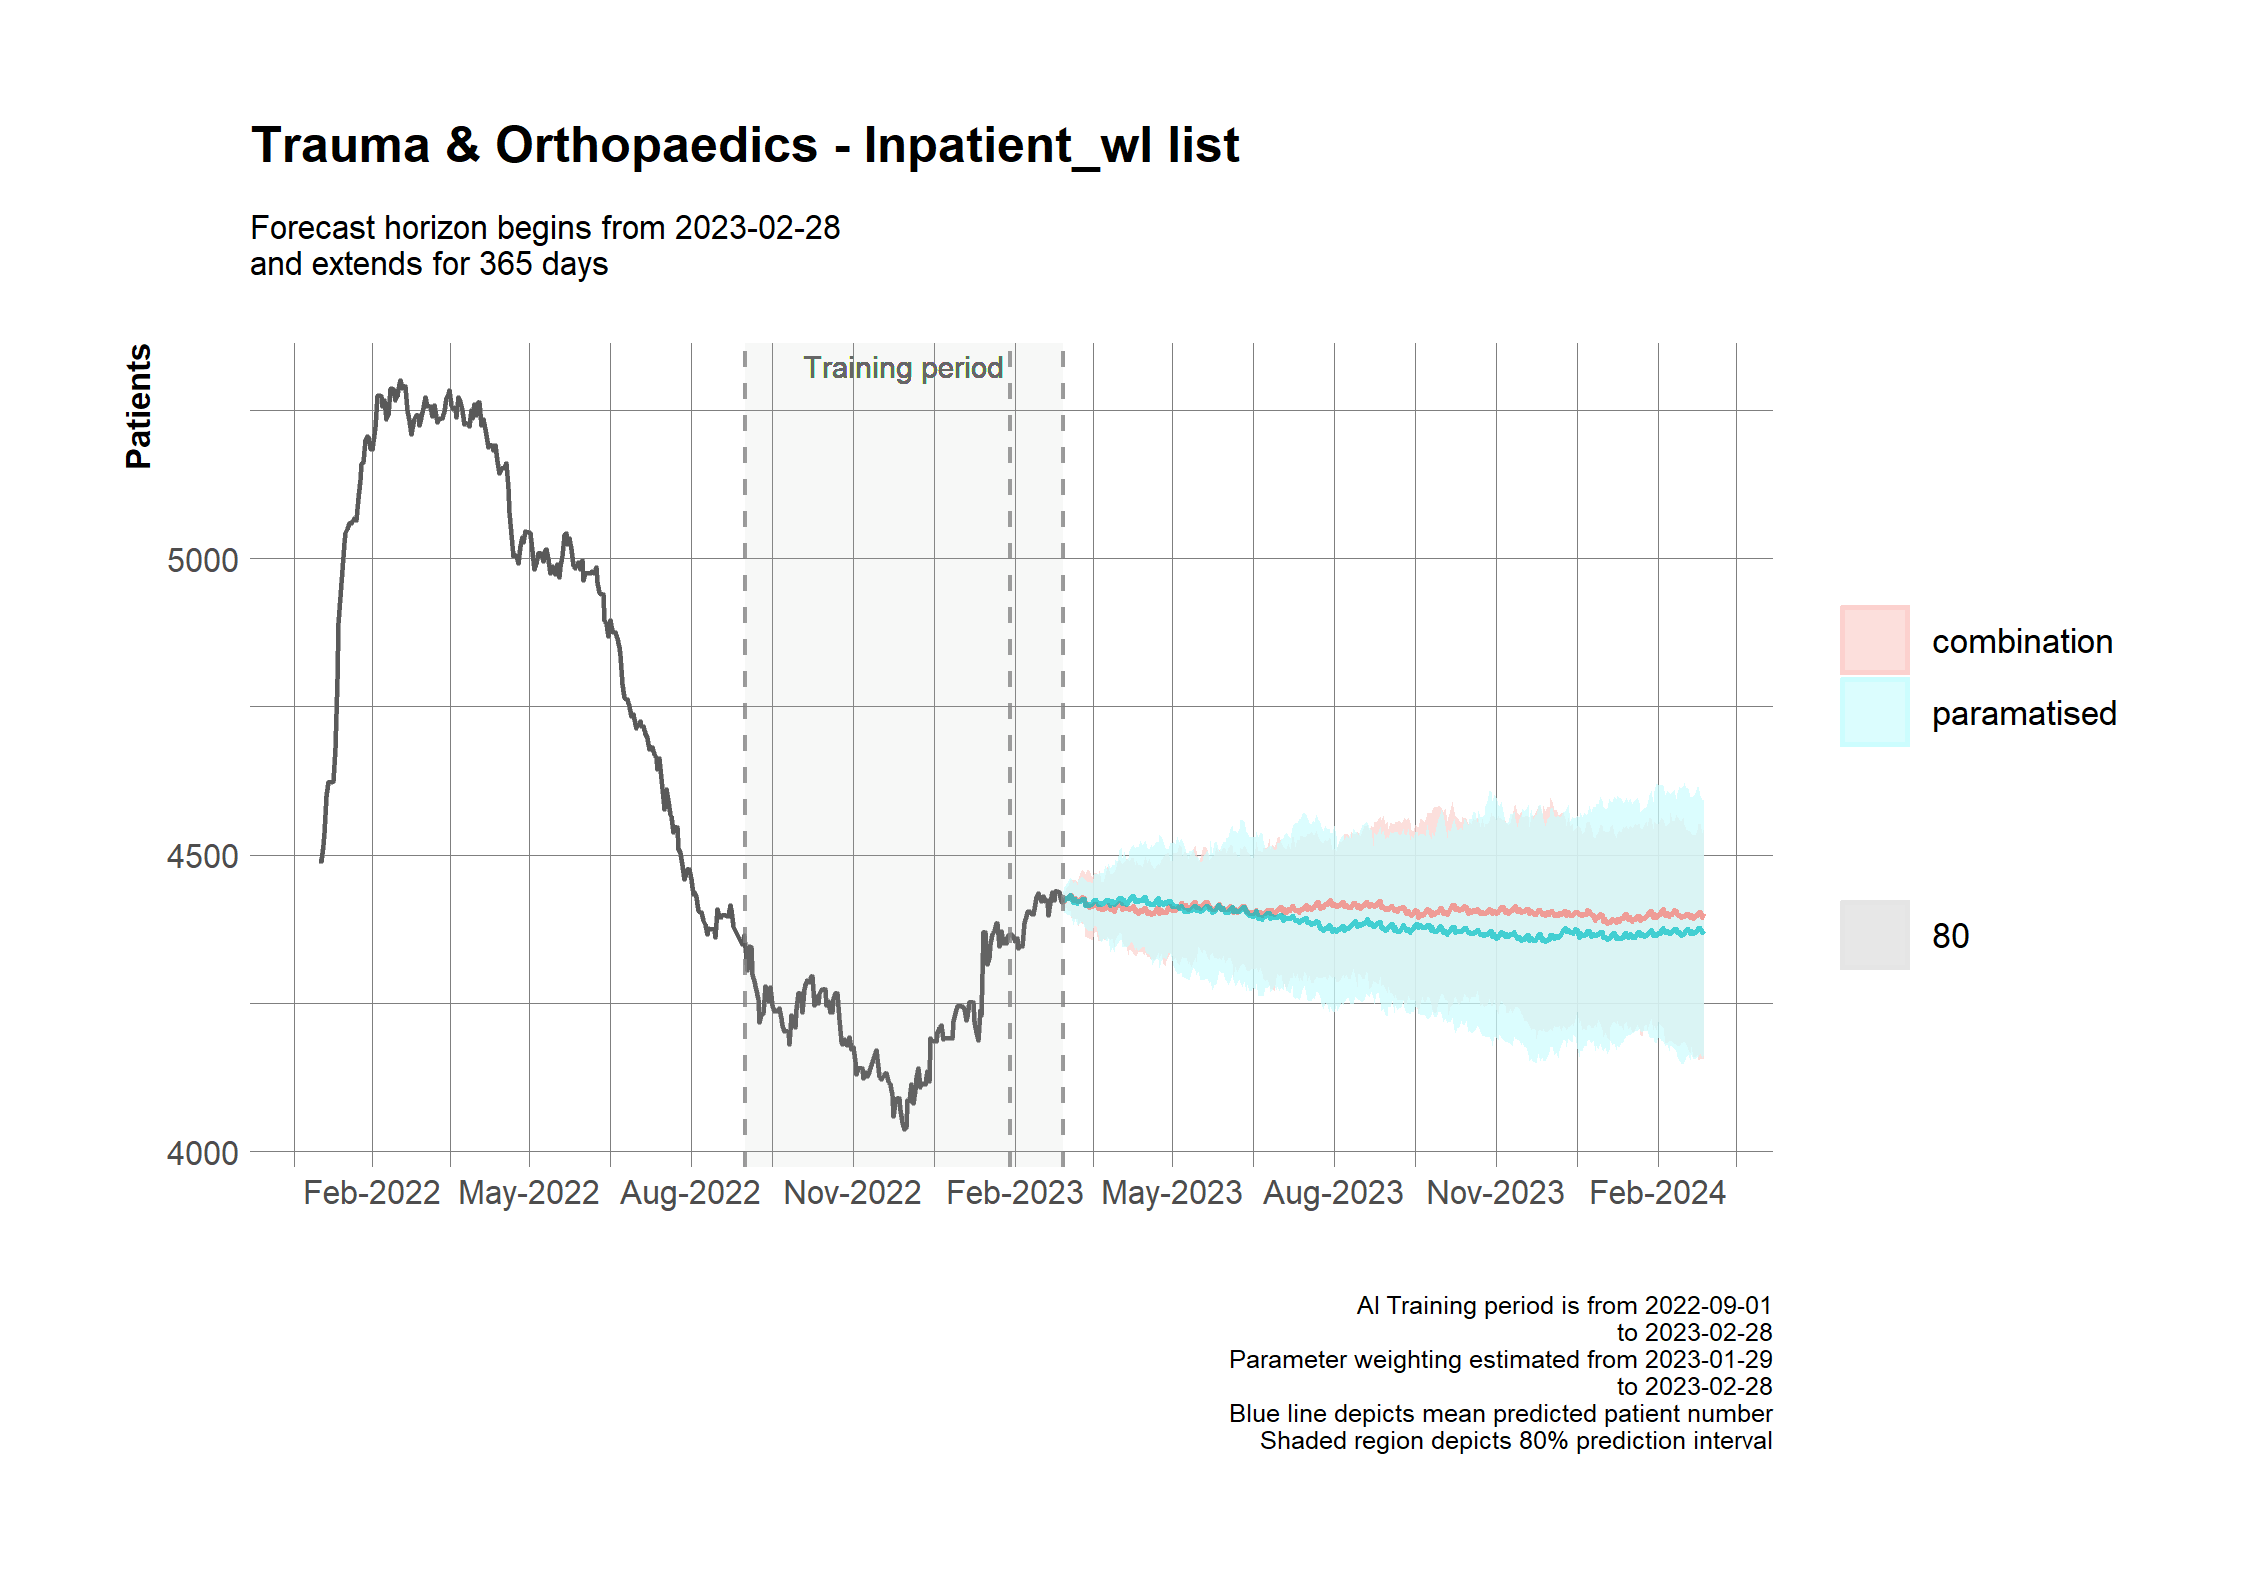 Trauma & Orthopaedics - Inpatient_wl list
Forecast horizon begins from 2023-02-28
and extends for 365 days
Patients
Training period
5000
4500
4000
combination
paramatised
80
Feb-2022 May-2022 Aug-2022 Nov-2022 Feb-2023 May-2023 Aug-2023 Nov-2023 Feb-2024
AI Training period is from 2022-09-01
to 2023-02-28
Parameter weighting estimated from 2023-01-29
to 2023-02-28
Blue line depicts mean predicted patient number
Shaded region depicts 80% prediction interval